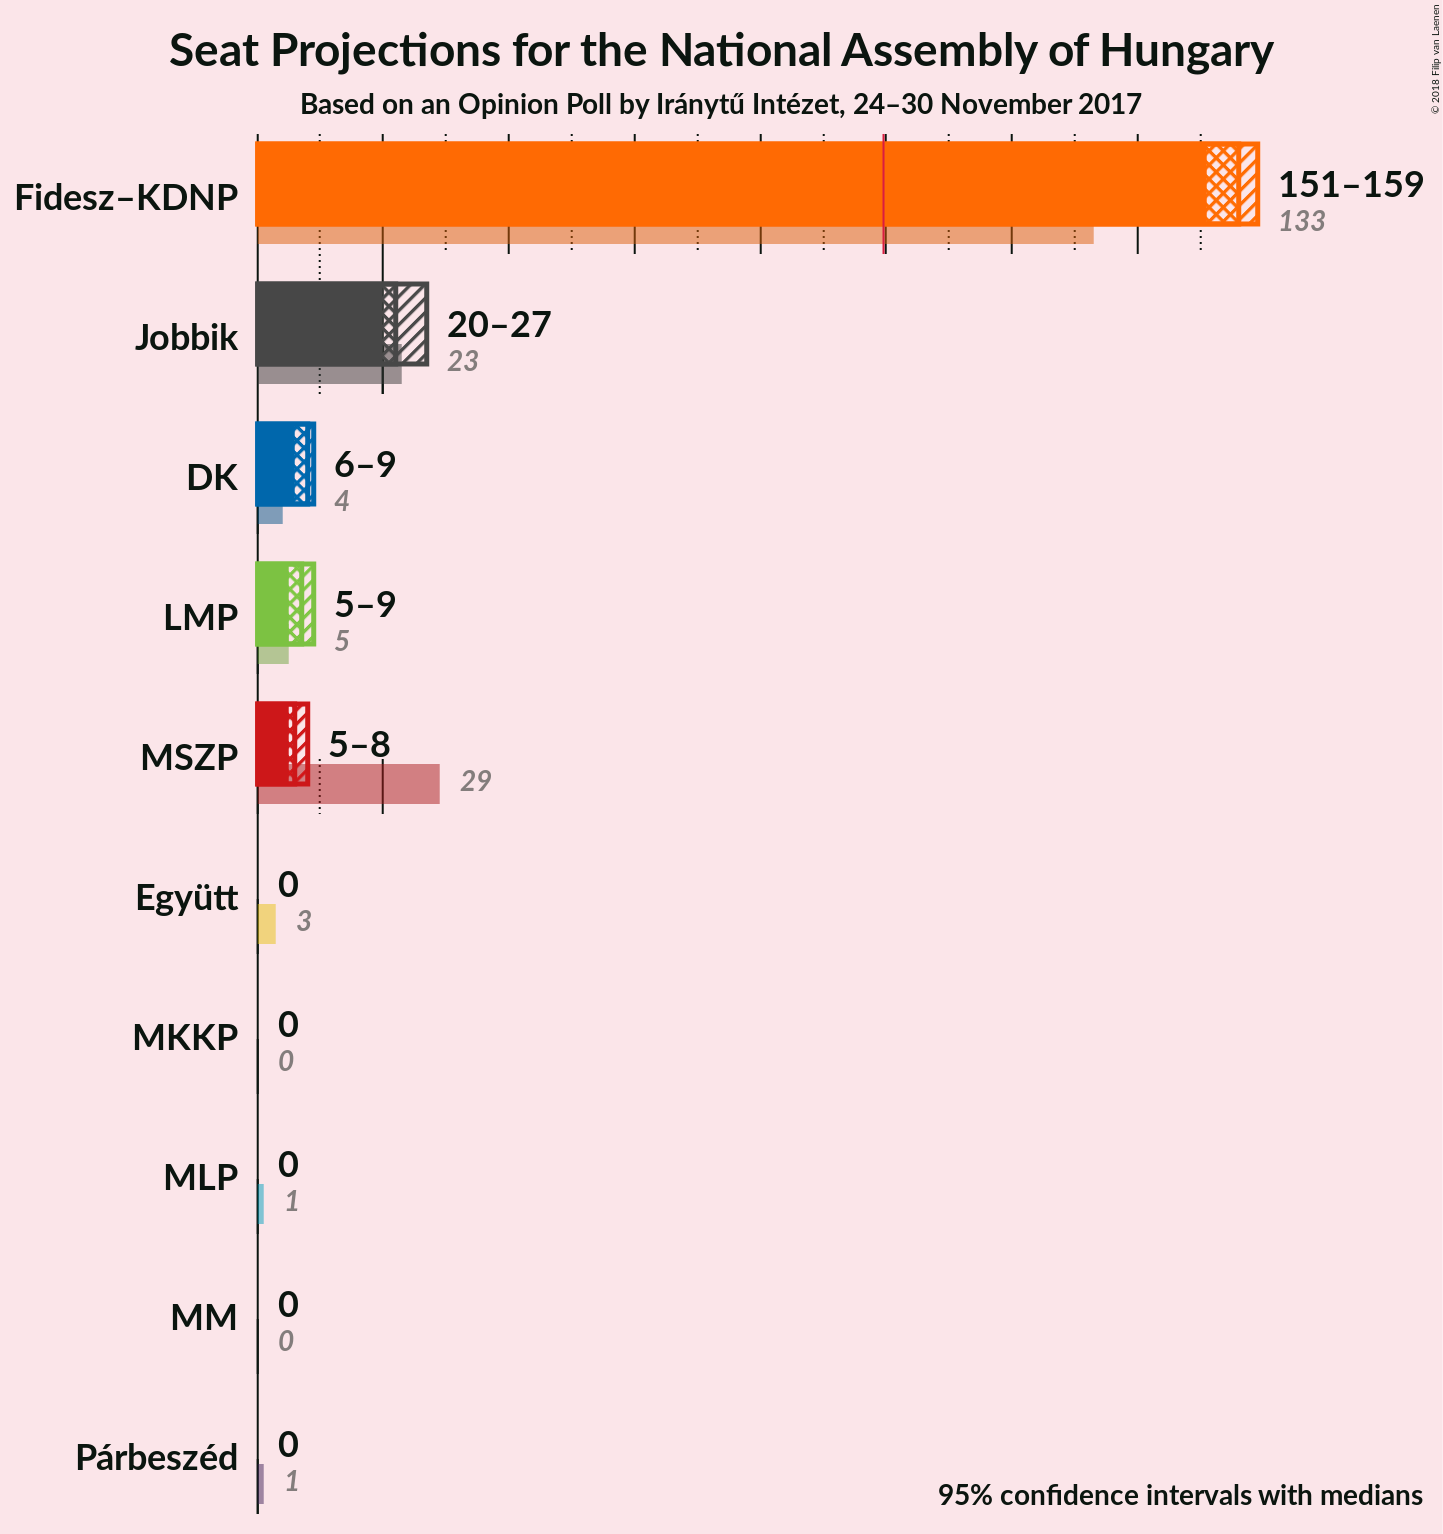 Seat Projections for the National Assembly of Hungary
Based on an Opinion Poll by Iránytű Intézet, 24–30 November 2017
© 2018 Filip van Laenen
Fidesz–KDNP
151–159
133
Jobbik
20–27
23
DK
6–9
4
LMP
5–9
5
MSZP
5–8
29
Együtt
0
3
MKKP
0
0
MLP
0
1
MM
0
0
Párbeszéd
0
1
95% confidence intervals with medians